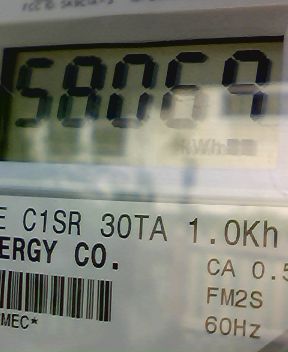 58069
kWh
E C1SR 30TA 1.0Kh
ERGY CO.
CA 0.5
FM2S
MEC*
60Hz